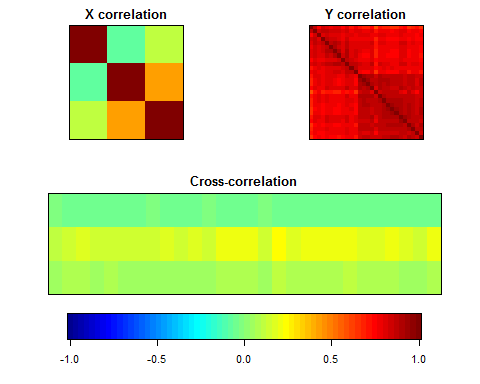 X correlation
Y correlation
Cross-correlation
-1.0 -0.5 0.0 0.5 1.0